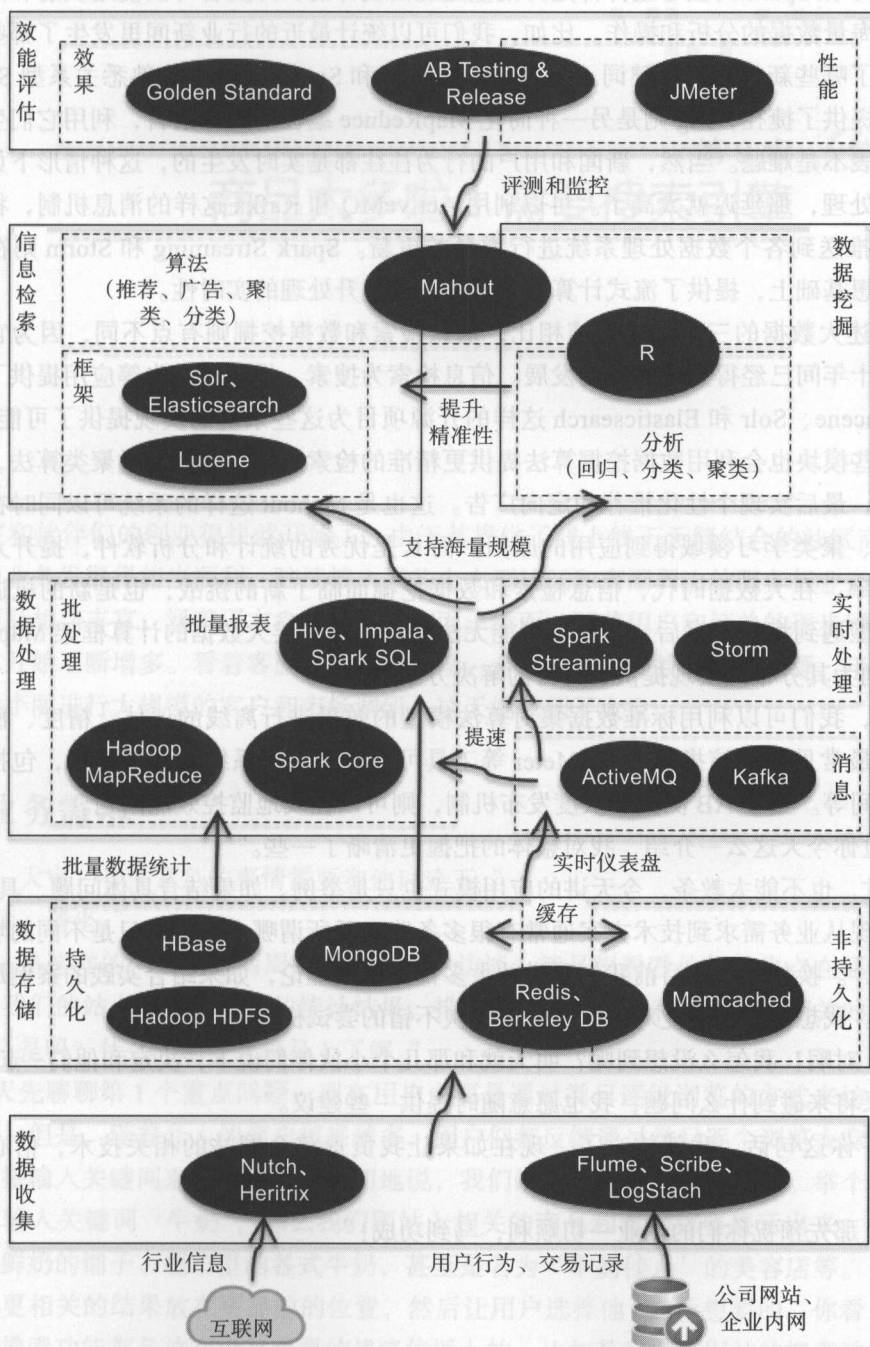 效能评估
效果
Golden Standard
AB Testing &
Release
JMeter
性能
评测和监控
信息检索
算法
（推荐、广告、聚
类、分类）
Mahout
数据挖掘
R
框架
Solr、
Elasticsearch
Lucene
提升
精准性
分析
（回归、分类、聚类）
支持海量规模
数据处理
批处理
批量报表
Hive、Impala、
Spark SQL
Spark
Streaming
Storm
实时处理
Hadoop
MapReduce
Spark Core
提速
ActiveMQ
Kafka
消息
批量数据统计
实时仪表盘
数据存储
持久化
HBase
MongoDB
缓存
Hadoop HDFS
Redis、
Berkeley DB
Memcached
非持久化
数据收集
Nutch、
Heritrix
Flume、Scribe、
LogStach
行业信息
用户行为、交易记录
互联网
公司网站、
企业内网